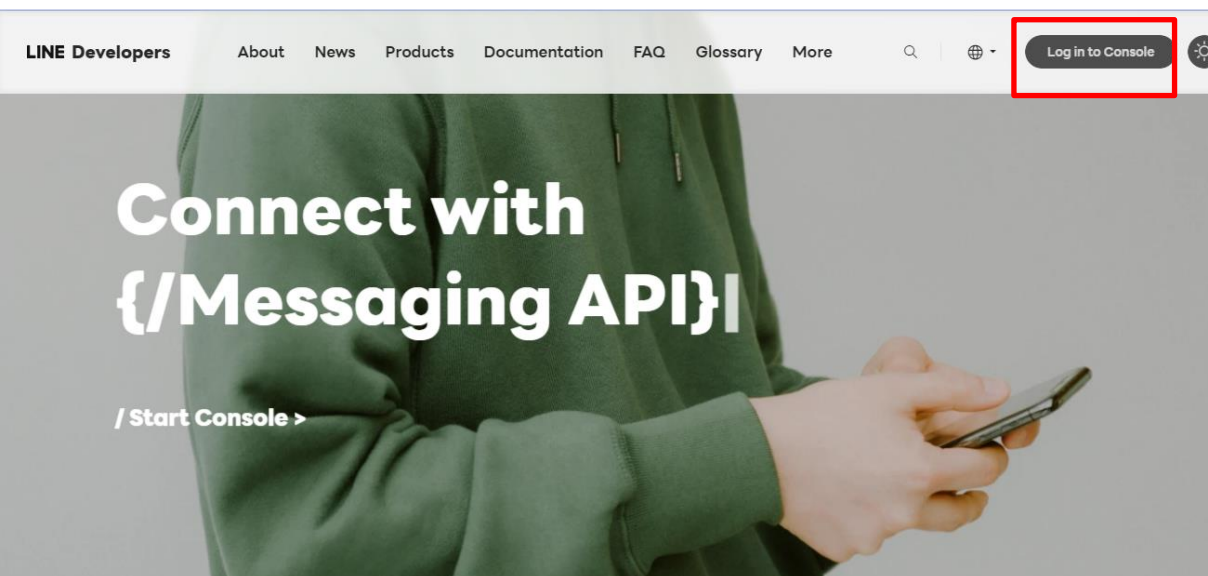 LINE Developers About News Products Documentation FAQ Glossary More Log in to Console
Connect with
{/Messaging API}|
/ Start Console >